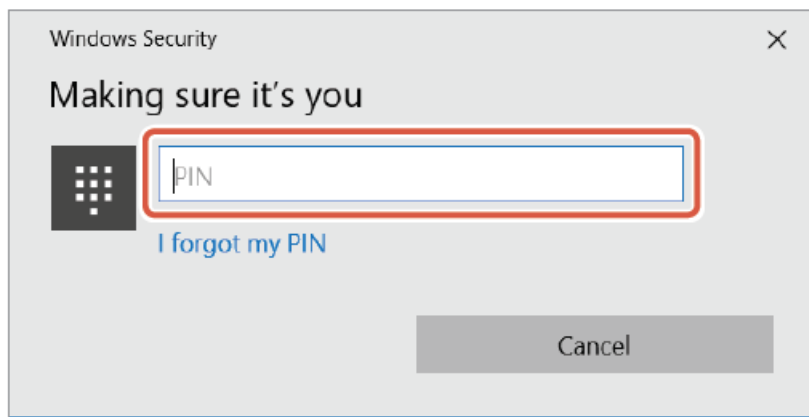 Windows Security
Making sure it's you
PIN
I forgot my PIN
Cancel